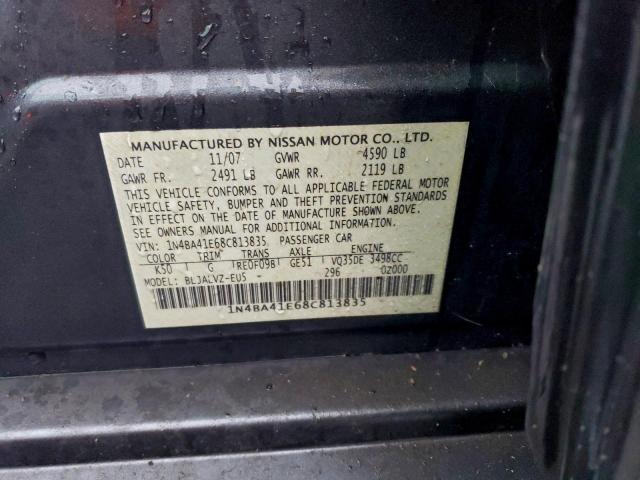 MANUFACTURED BY NISSAN MOTOR CO., LTD.
DATE 11/07 GVWR 4590 LB
GAWR FR. 2491 LB GAWR RR. 2119 LB
THIS VEHICLE CONFORMS TO ALL APPLICABLE FEDERAL MOTOR
VEHICLE SAFETY, BUMPER AND THEFT PREVENTION STANDARDS
IN EFFECT ON THE DATE OF MANUFACTURE SHOWN ABOVE.
SEE OWNERS MANUAL FOR ADDITIONAL INFORMATION
VIN: 1N4BA41E68C813835 PASSENGER CAR
COLOR TRIM TRANS AXLE ENGINE
K50 G RE0F09B GE51 VQ35DE 3498CC
MODEL: BLJALVZ-EUS - 296 0Z000
1N4BA41E68C813835